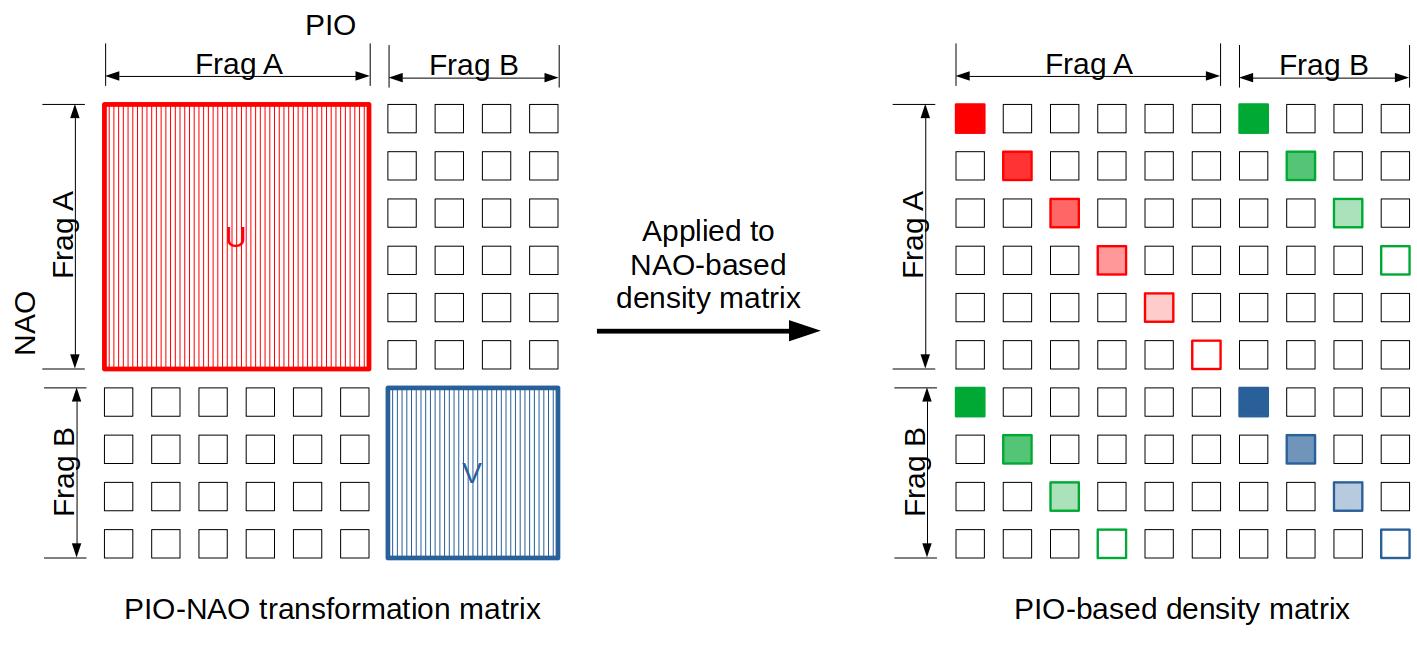 PIO
Frag A
Frag B
NAO
Frag A
U
Frag B
V
PIO-NAO transformation matrix
Applied to
NAO-based
density matrix
Frag A
Frag B
Frag A
Frag B
PIO-based density matrix